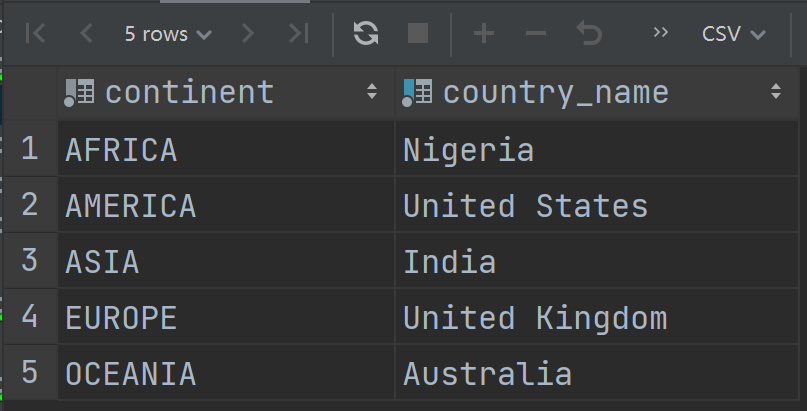 5 rows CSV
continent country_name
1 AFRICA Nigeria
2 AMERICA United States
3 ASIA India
4 EUROPE United Kingdom
5 OCEANIA Australia